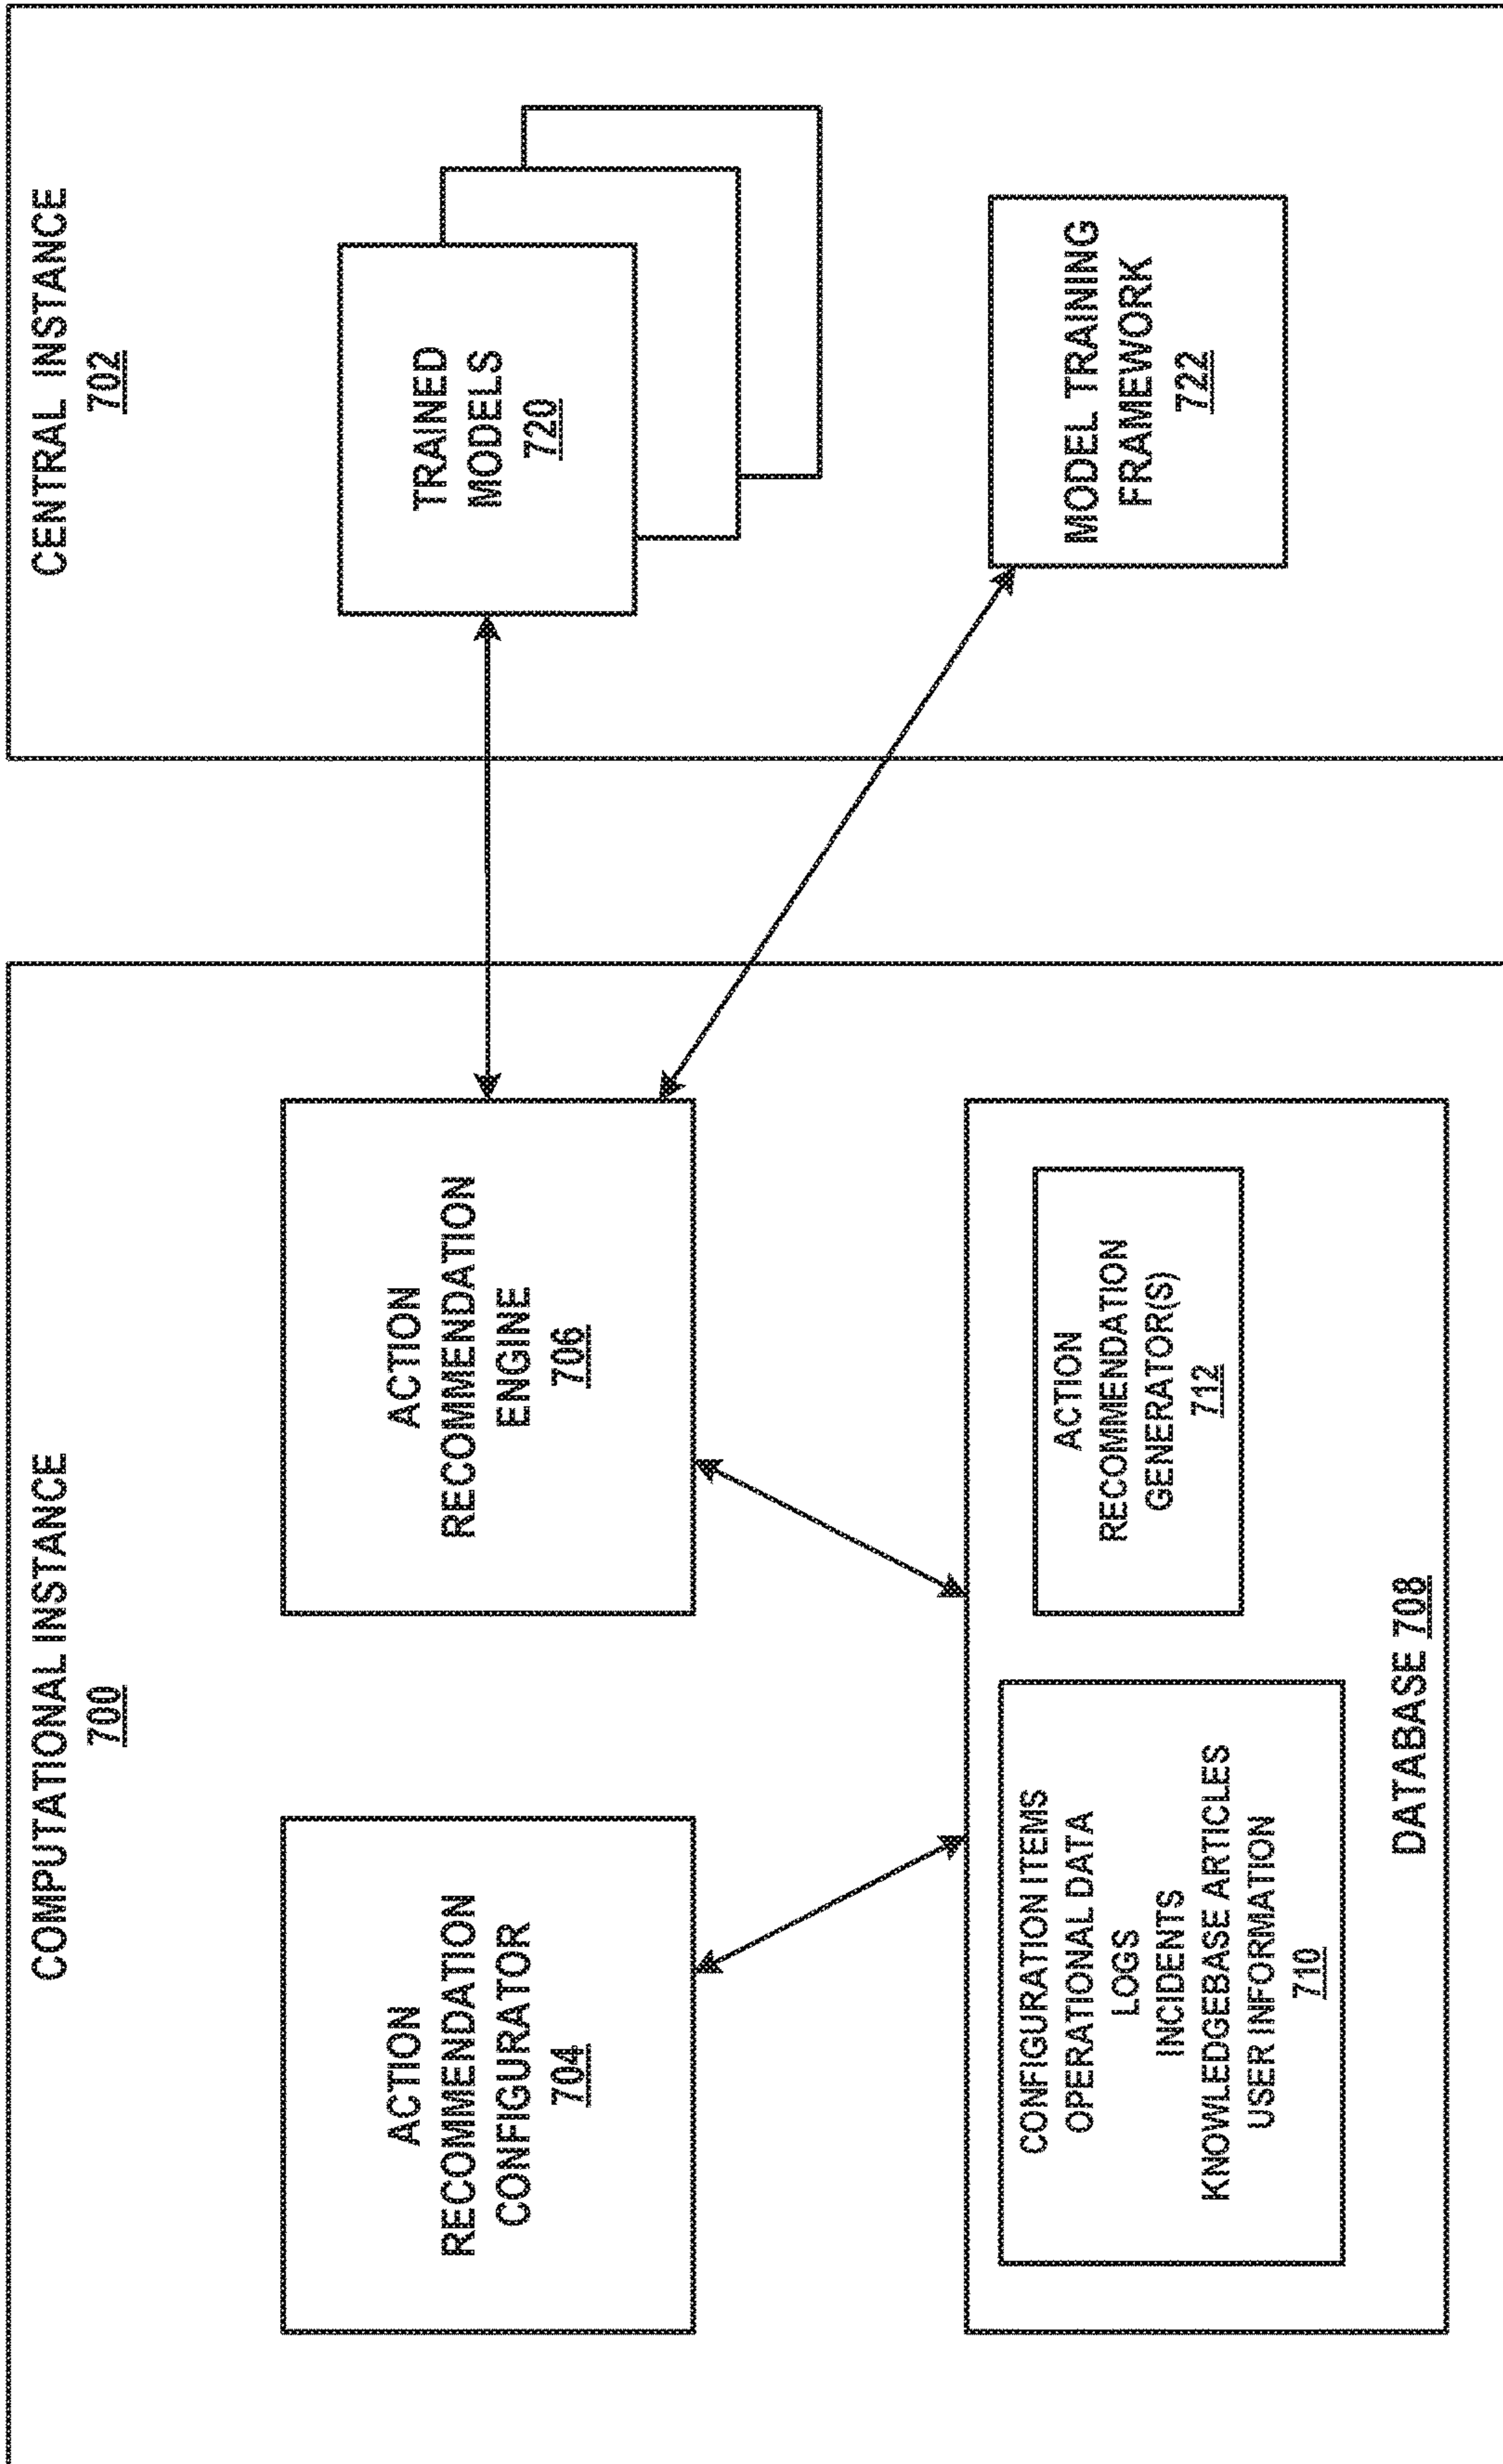 COMPUTATIONAL INSTANCE
700
ACTION
RECOMMENDATION
CONFIGURATOR
704
ACTION
RECOMMENDATION
ENGINE
706
CONFIGURATION ITEMS
OPERATIONAL DATA
LOGS
INCIDENTS
KNOWLEDGEBASE ARTICLES
USER INFORMATION
710
ACTION
RECOMMENDATION
GENERATOR(S)
712
DATABASE 708
CENTRAL INSTANCE
702
TRAINED
MODELS
720
MODEL TRAINING
FRAMEWORK
722